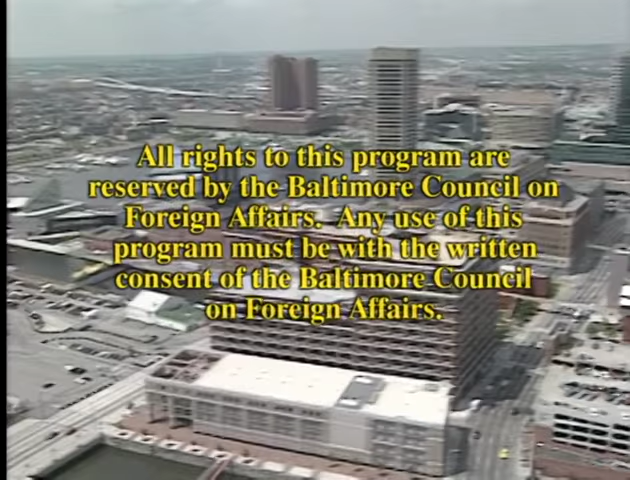 All rights to this program are
reserved by the Baltimore Council on
Foreign Affairs.  Any use of this
program must be with the written
consent of the Baltimore Council
on Foreign Affairs.